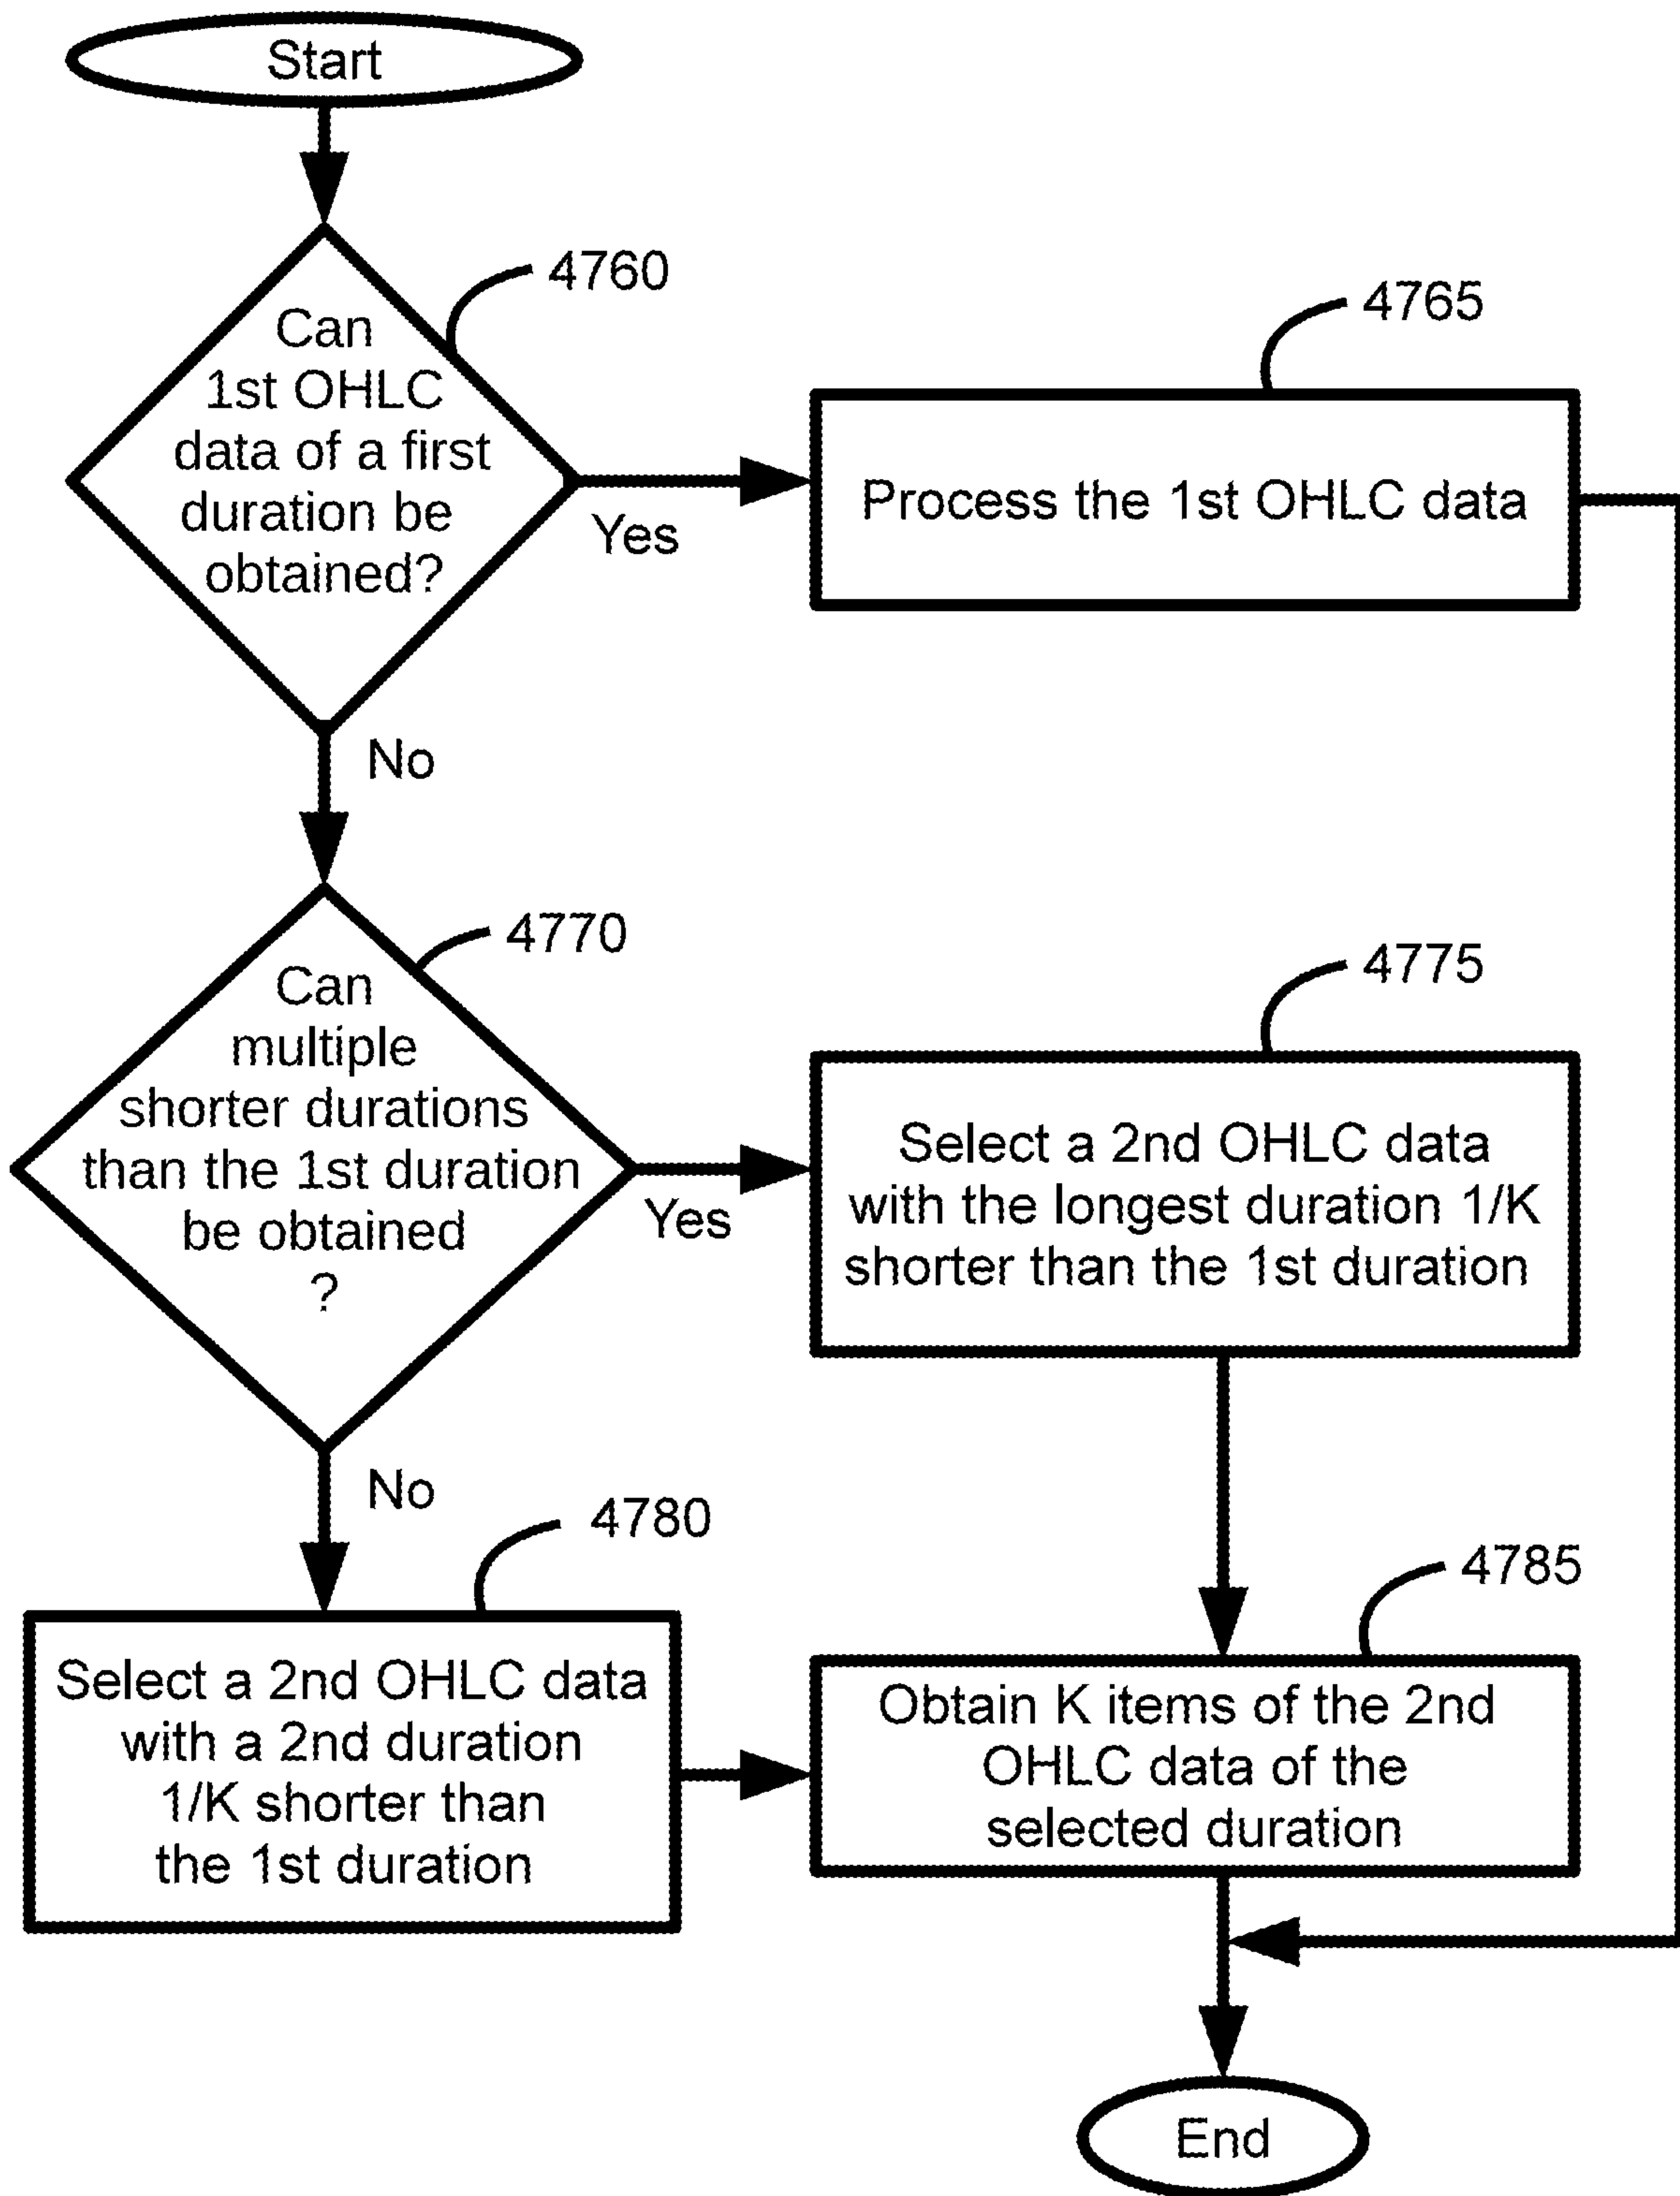 Start
4760
Can
1st OHLC
data of a first
duration be
obtained?
Yes
4765
Process the 1st OHLC data
No
4770
Can
multiple
shorter durations
than the 1st duration
be obtained
?
Yes
4775
Select a 2nd OHLC data
with the longest duration 1/K
shorter than the 1st duration
No
4780
Select a 2nd OHLC data
with a 2nd duration
1/K shorter than
the 1st duration
4785
Obtain K items of the 2nd
OHLC data of the
selected duration
End